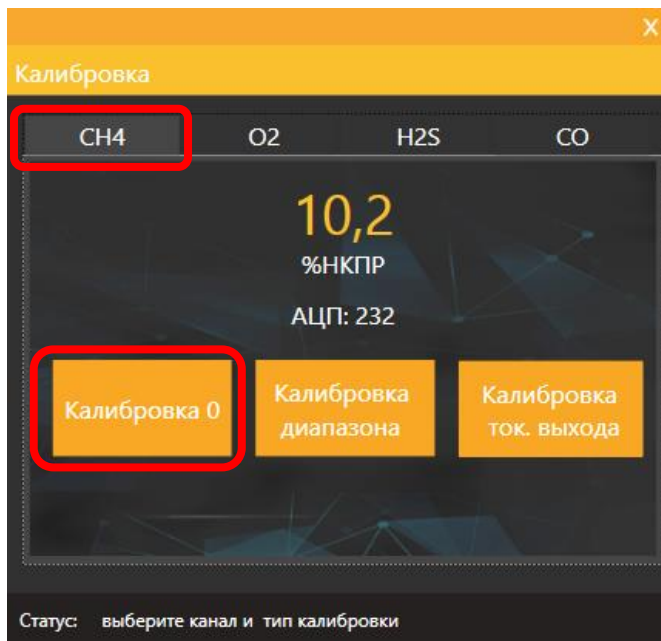 X
Калибровка
CH4 O2 H2S CO
10,2
%НКПР
АЦП: 232
Калибровка 0
Калибровка
диапазона
Калибровка
ток. выхода
Статус: выберите канал и тип калибровки